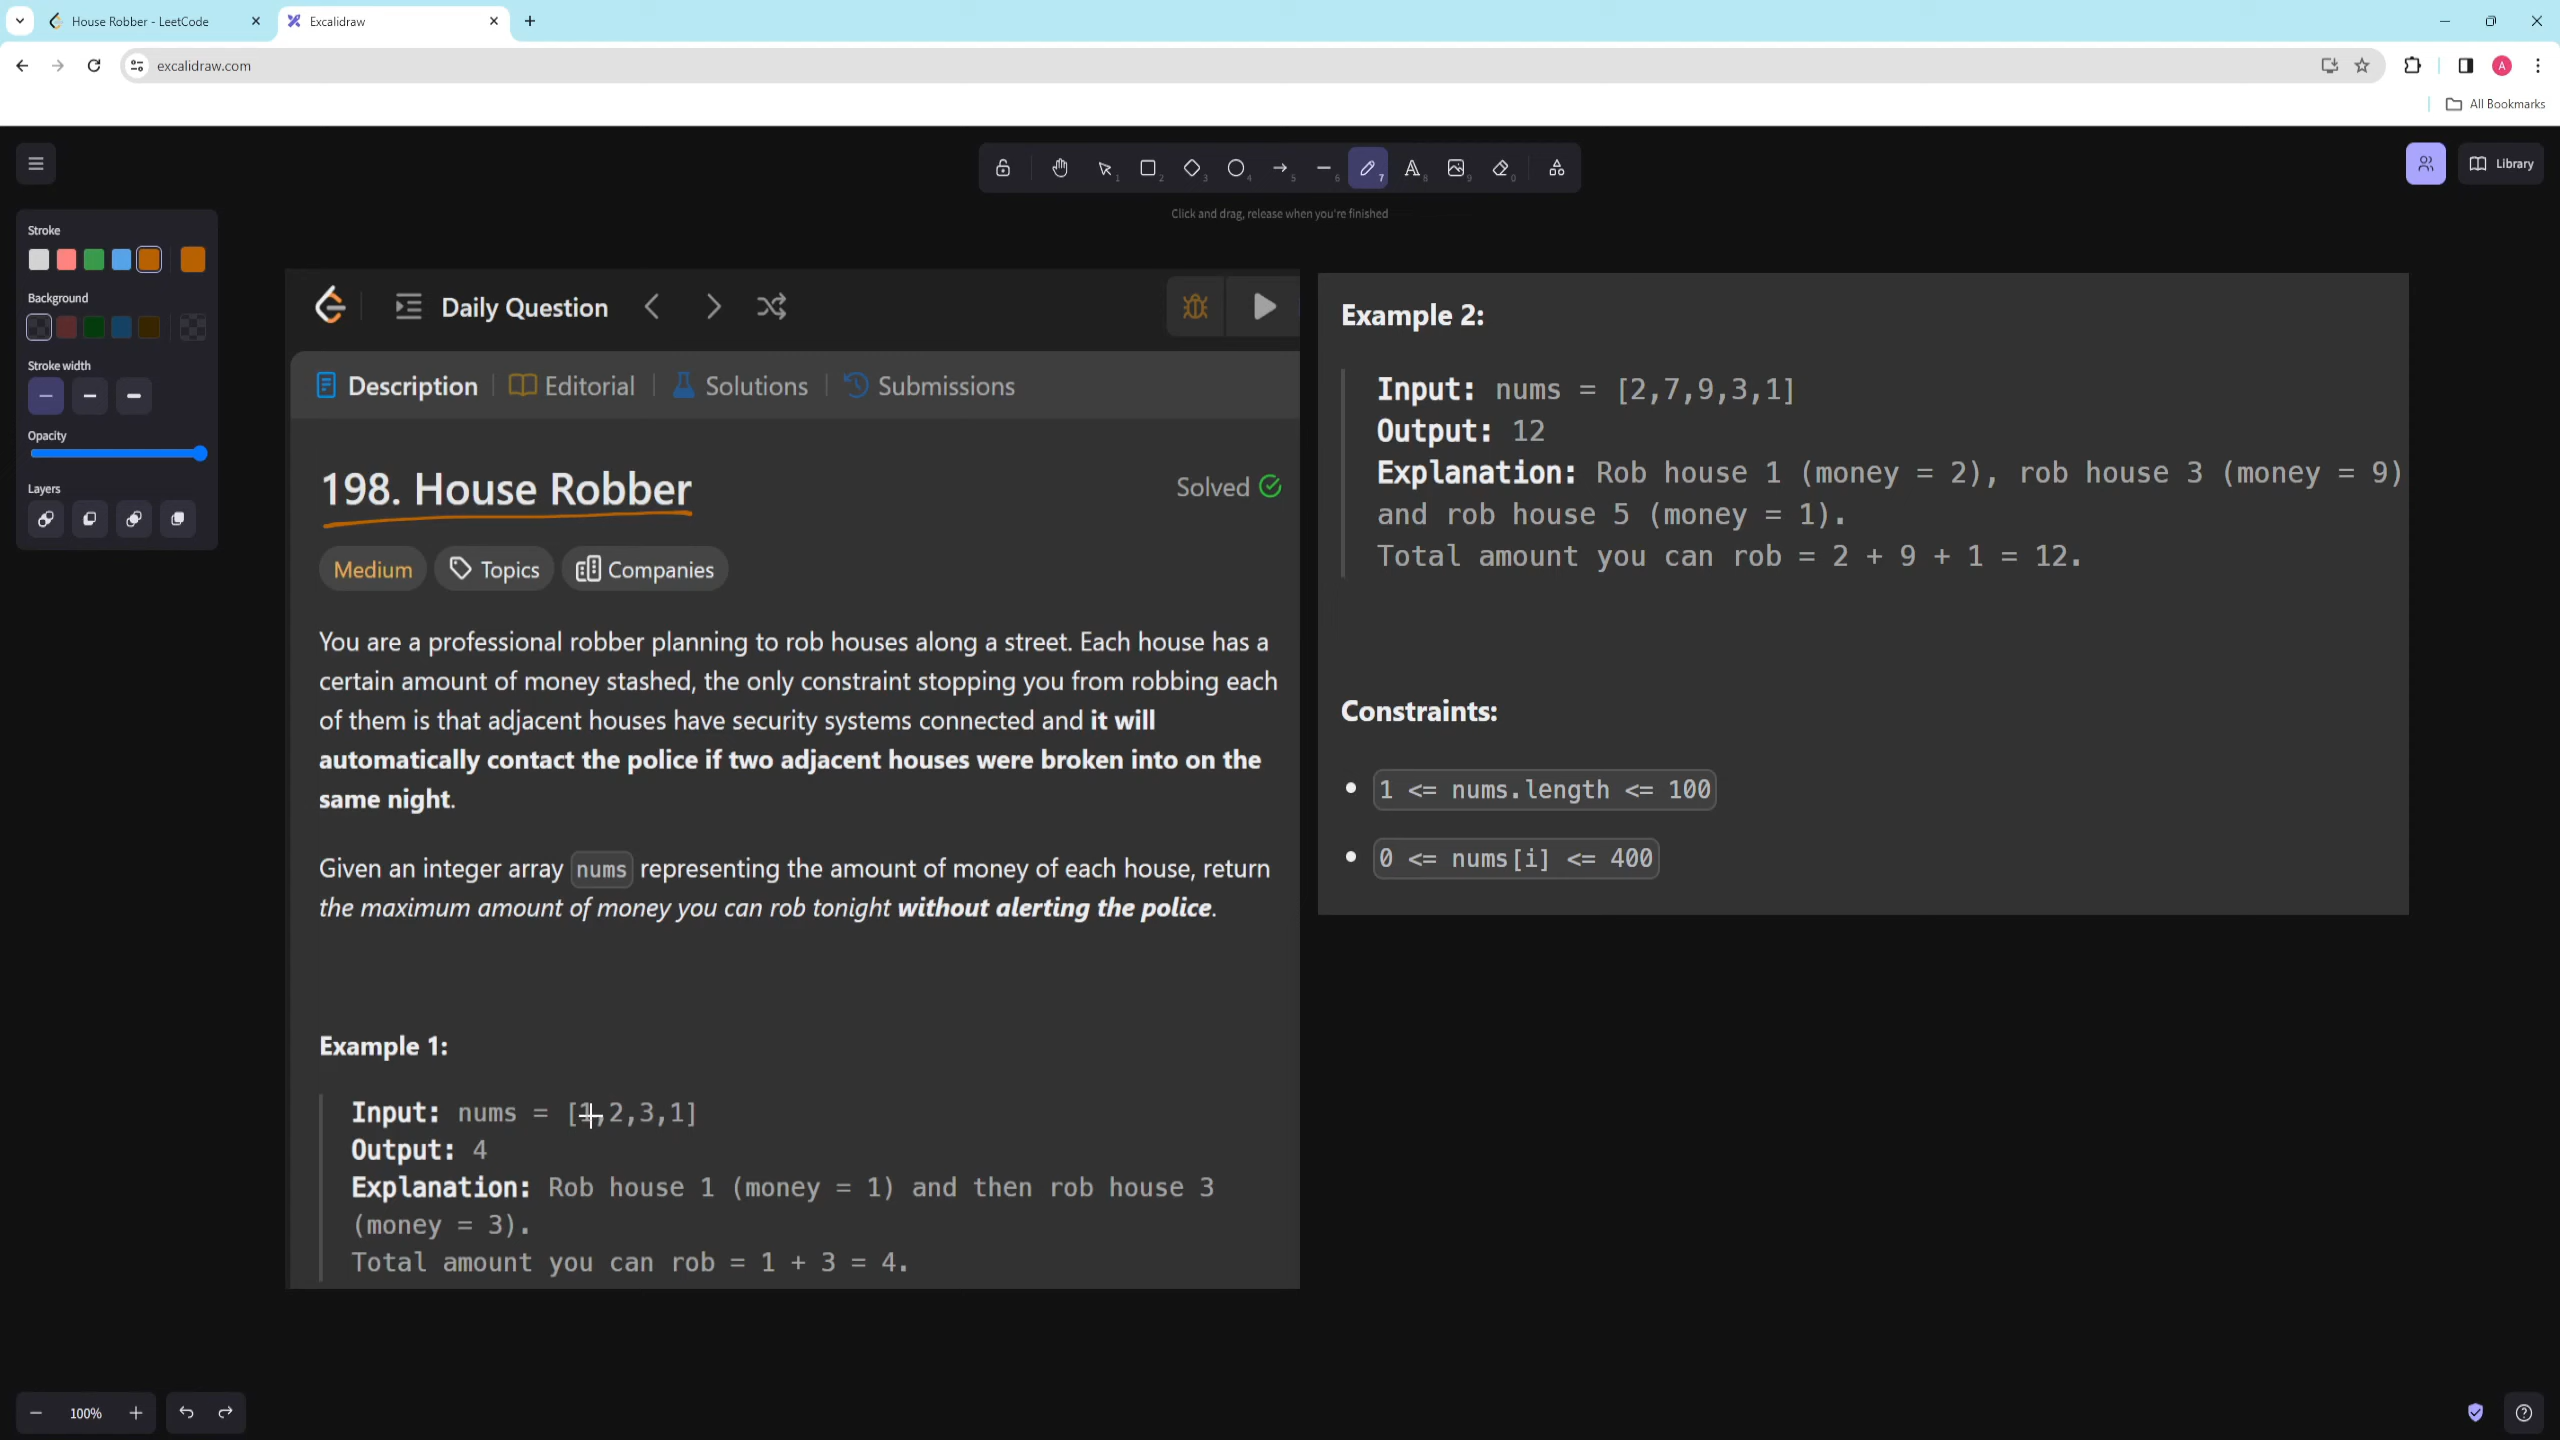 House Robber - LeetCode
Excalidraw
excalidraw.com
A
All Bookmarks
1
2
3
4
5
6
7
8
9
0
Library
Click and drag, release when you're finished
Stroke
Background
Stroke width
Opacity
Layers
Daily Question
Description
Editorial
Solutions
Submissions
198. House Robber
Solved
Medium
Topics
Companies
You are a professional robber planning to rob houses along a street. Each house has a
certain amount of money stashed, the only constraint stopping you from robbing each
of them is that adjacent houses have security systems connected and it will
automatically contact the police if two adjacent houses were broken into on the
same night.
Given an integer array nums representing the amount of money of each house, return
the maximum amount of money you can rob tonight without alerting the police.
Example 1:
Input: nums = [1,2,3,1]
Output: 4
Explanation: Rob house 1 (money = 1) and then rob house 3
(money = 3).
Total amount you can rob = 1 + 3 = 4.
Example 2:
Input: nums = [2,7,9,3,1]
Output: 12
Explanation: Rob house 1 (money = 2), rob house 3 (money = 9)
and rob house 5 (money = 1).
Total amount you can rob = 2 + 9 + 1 = 12.
Constraints:
1 <= nums.length <= 100
0 <= nums[i] <= 400
100%